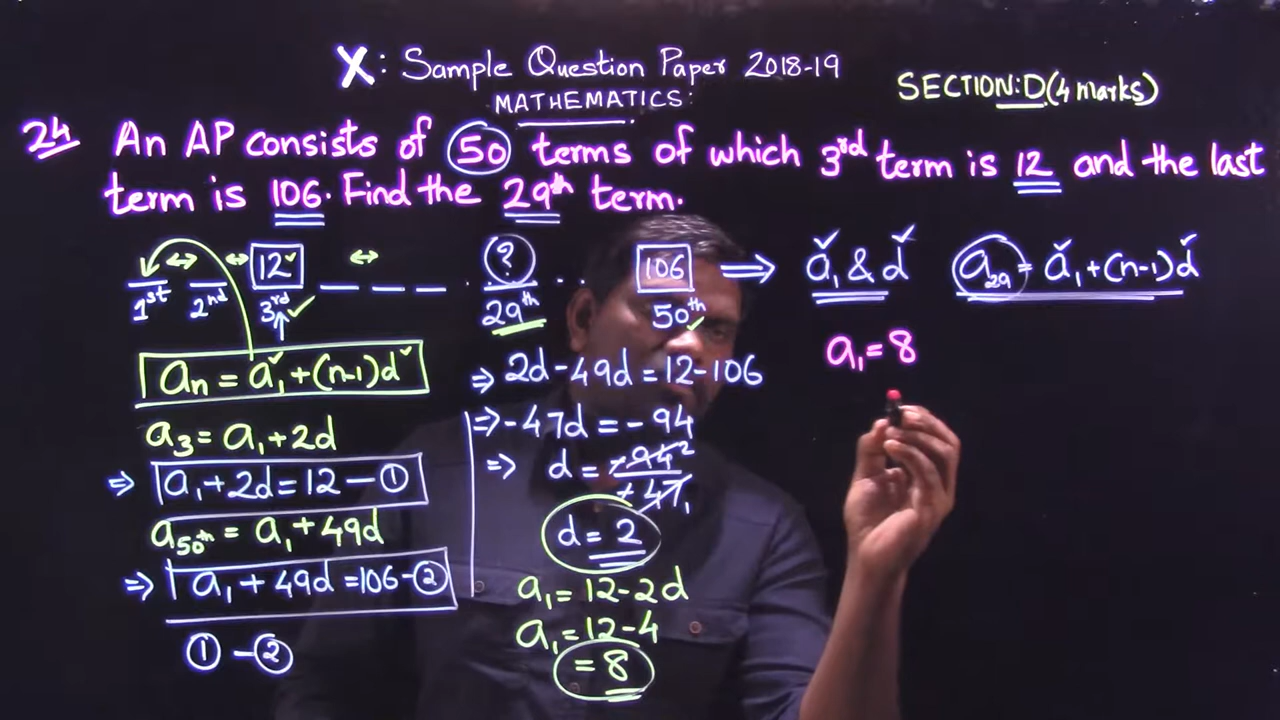 X: Sample Question Paper 2018-19
MATHEMATICS:
SECTION:D(4 marks)
24 An AP consists of 50 terms of which 3rd term is 12 and the last
term is 106. Find the 29th term.
12 ? .. 106 ⇒ a₁ & d a₂₉ = a₁+(n-1)d
1st 2nd 3rd 29th 50th
aₙ = a₁+(n-1)d
a₃ = a₁+2d
⇒ a₁+2d=12 — ①
a₅₀th = a₁+49d
⇒ a₁+49d=106-②
① - ②
⇒ 2d-49d=12-106
⇒ -47d = -94
⇒ d = -94 2
-47 1
d = 2
a₁ = 12-2d
a₁ = 12-4
= 8
a₁ = 8